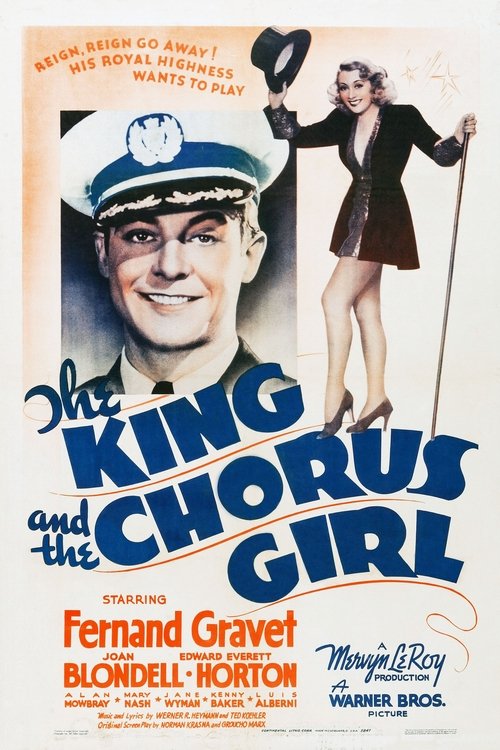 REIGN, REIGN GO AWAY!
HIS ROYAL HIGHNESS
WANTS TO PLAY
The
KING
and the
CHORUS
GIRL
STARRING
Fernand Gravet
JOAN BLONDELL · EDWARD EVERETT HORTON
ALAN MOWBRAY ★ MARY NASH ★ JANE WYMAN ★ KENNY BAKER ★ LUIS ALBERNI
Music and Lyrics by WERNER R. HEYMANN and TED KOEHLER
Original Screen Play by NORMAN KRASNA and GROUCHO MARX
A
Mervyn LeRoy
PRODUCTION
A
WARNER BROS.
PICTURE